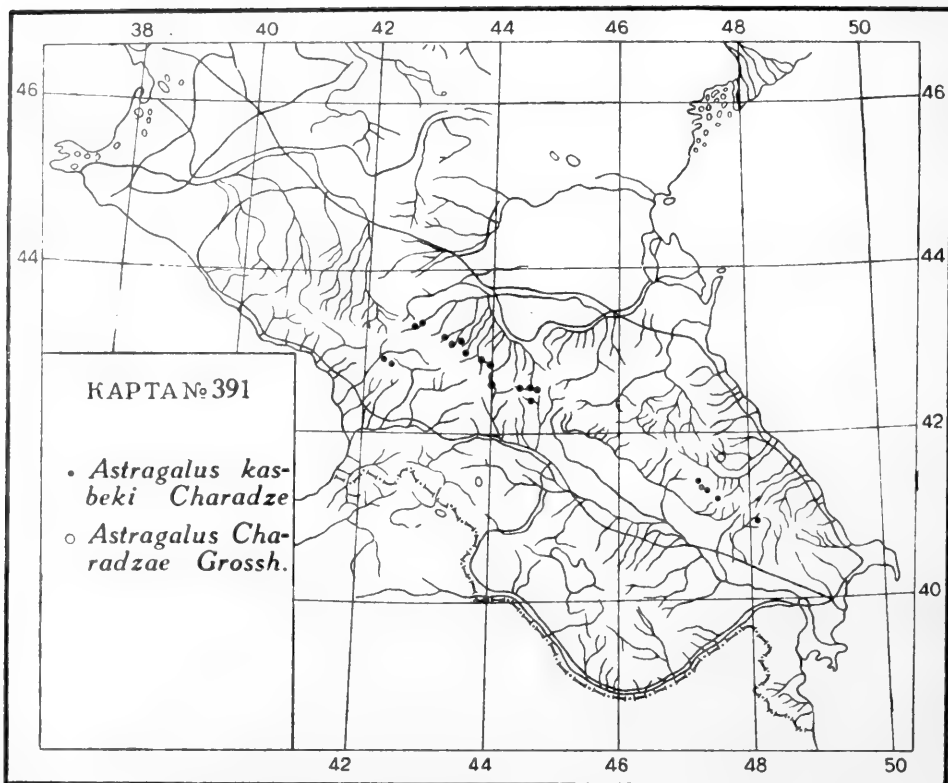 38 40 42 44 46 48 50
46 46
44 44
42
КАРТА № 391
Astragalus kas-
beki Charadze
Astragalus Cha-
radzae Grossh.
40
42 44 46 48 50